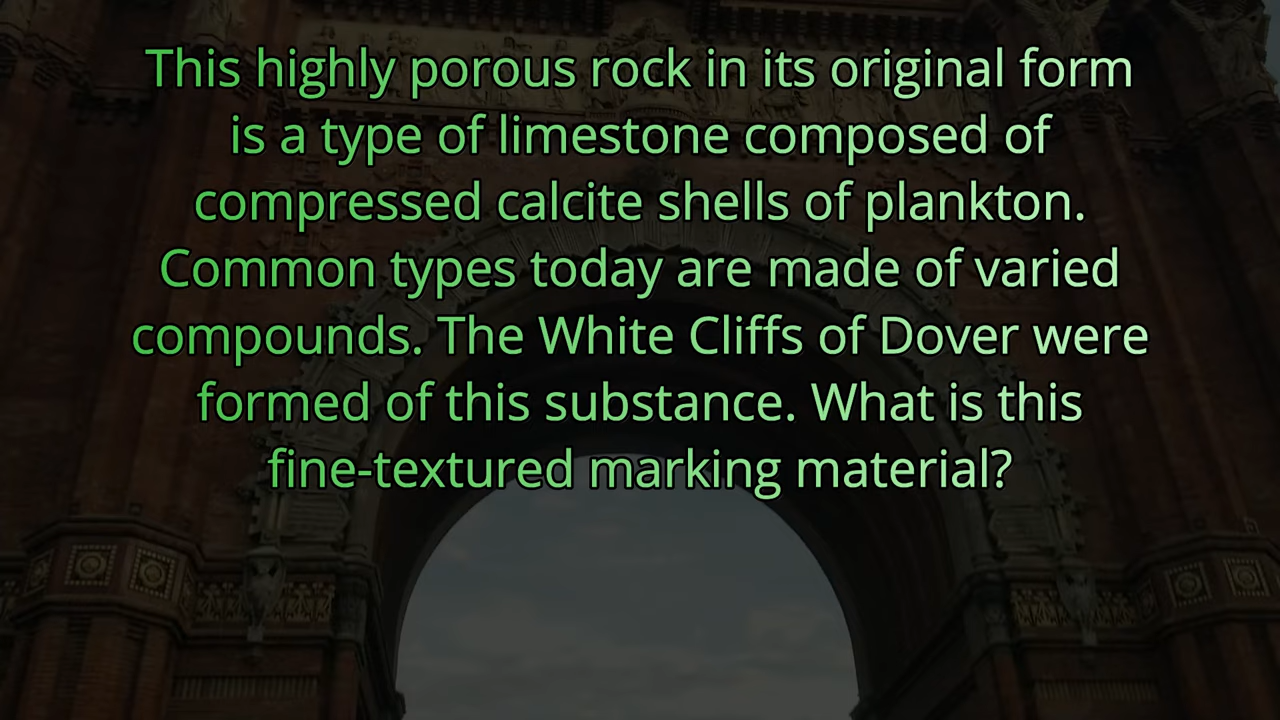 This highly porous rock in its original form
is a type of limestone composed of
compressed calcite shells of plankton.
Common types today are made of varied
compounds. The White Cliffs of Dover were
formed of this substance. What is this
fine-textured marking material?